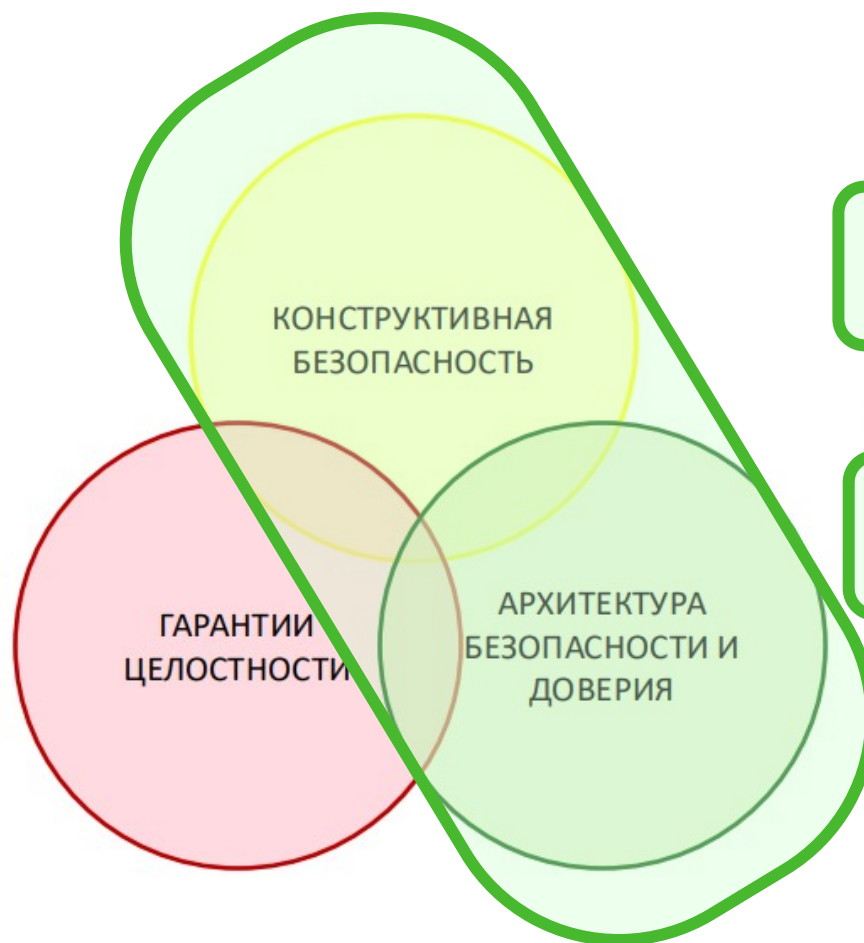 КОНСТРУКТИВНАЯ
БЕЗОПАСНОСТЬ
ГАРАНТИИ
ЦЕЛОСТНОСТИ
АРХИТЕКТУРА
БЕЗОПАСНОСТИ И
ДОВЕРИЯ